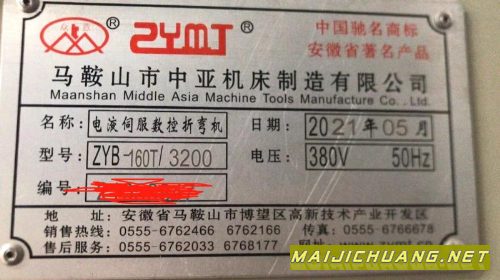 ZYMT
中国驰名商标
安徽省著名产品
马鞍山市中亚机床制造有限公司
Maanshan Middle Asia Machine Tools Manufacture Co., Ltd.
名称: 电液伺服数控折弯机 日期: 2021年05月
型号: ZYB-160T/3200 电压: 380V 50Hz
编号:
地址: 安徽省马鞍山市博望区高新技术产业开发区
销售热线: 0555-6762466 6762166 传真: 0555-6766678
售后服务: 0555-6762033 6768177
MAIJICHUANG.NET